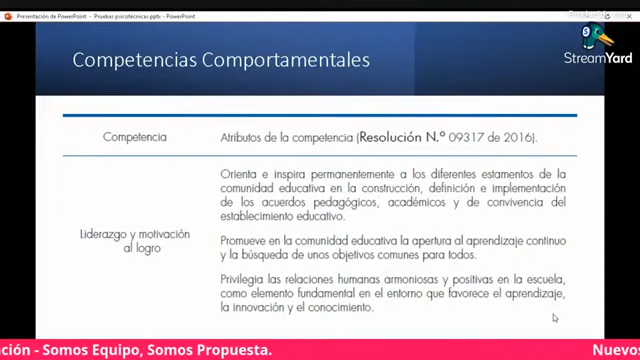 Presentación de PowerPoint - Pruebas psicotécnicas.pptx - PowerPoint
StreamYard
Competencias Comportamentales
Competencia
Atributos de la competencia (Resolución N.º 09317 de 2016).
Liderazgo y motivación
al logro
Orienta e inspira permanentemente a los diferentes estamentos de la
comunidad educativa en la construcción, definición e implementación
de los acuerdos pedagógicos, académicos y de convivencia del
establecimiento educativo.
Promueve en la comunidad educativa la apertura al aprendizaje continuo
y la búsqueda de unos objetivos comunes para todos.
Privilegia las relaciones humanas armoniosas y positivas en la escuela,
como elemento fundamental en el entorno que favorece el aprendizaje,
la innovación y el conocimiento.
ción - Somos Equipo, Somos Propuesta.
Nuevos